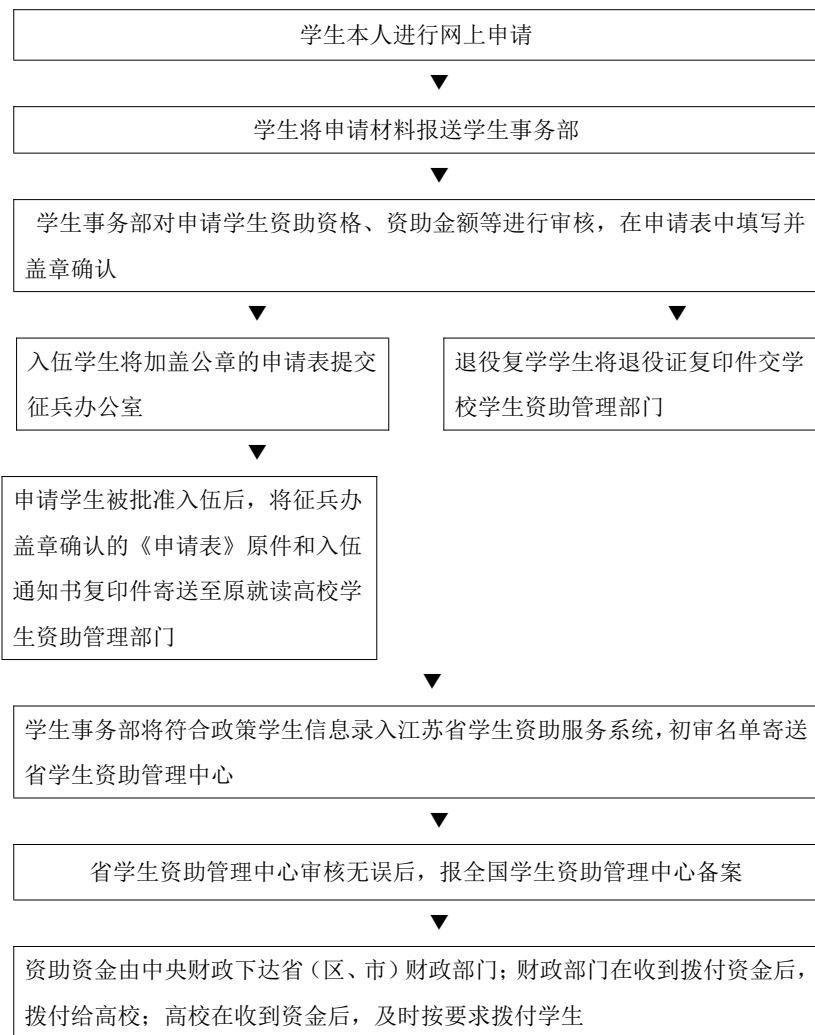 学生本人进行网上申请
▼
学生将申请材料报送学生事务部
▼
学生事务部对申请学生资助资格、资助金额等进行审核，在申请表中填写并
盖章确认
▼
▼
入伍学生将加盖公章的申请表提交
征兵办公室
退役复学学生将退役证复印件交学
校学生资助管理部门
▼
申请学生被批准入伍后，将征兵办
盖章确认的《申请表》原件和入伍
通知书复印件寄送至原就读高校学
生资助管理部门
▼
学生事务部将符合政策学生信息录入江苏省学生资助服务系统，初审名单寄送
省学生资助管理中心
▼
省学生资助管理中心审核无误后，报全国学生资助管理中心备案
▼
资助资金由中央财政下达省（区、市）财政部门；财政部门在收到拨付资金后，
拨付给高校；高校在收到资金后，及时按要求拨付学生